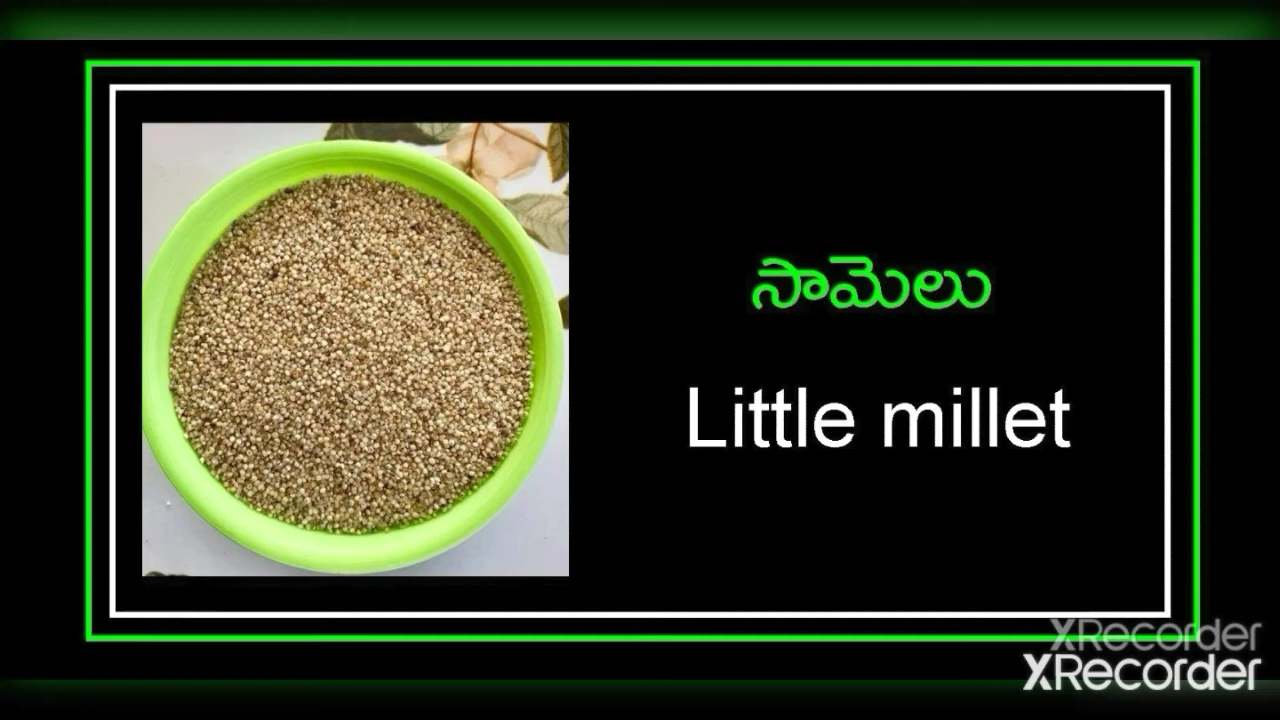 సామెలు
Little millet
XRecorder
XRecorder